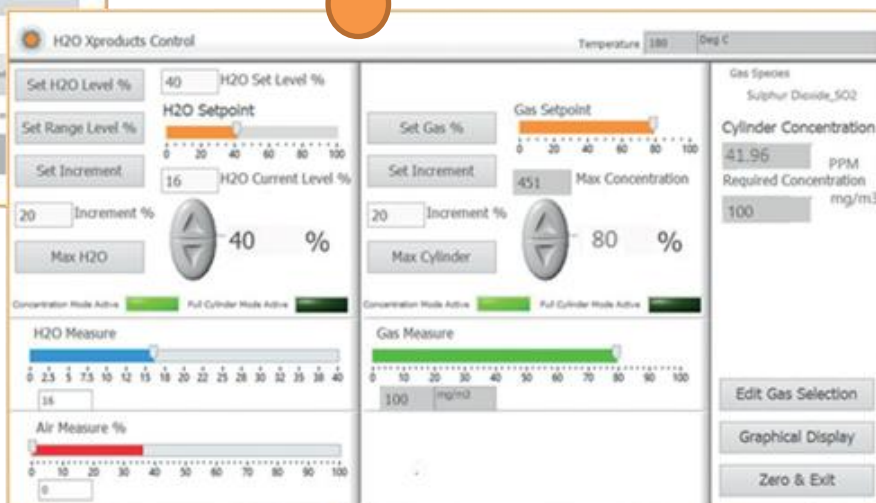 H2O Xproducts Control
Temperature 180 Deg C
Set H2O Level %
40 H2O Set Level %
Set Range Level %
H2O Setpoint
0 20 40 60 80 100
Set Increment
16 H2O Current Level %
20 Increment %
40 %
Max H2O
Concentration Mode Active
Full Cylinder Mode Active
Gas Setpoint
Set Gas %
0 20 40 60 80 100
Set Increment
451 Max Concentration
20 Increment %
80 %
Max Cylinder
Concentration Mode Active
Full Cylinder Mode Active
Gas Species
Sulphur Dioxide_SO2
Cylinder Concentration
41.96 PPM
Required Concentration
100 mg/m3
H2O Measure
0 2.5 5 7.5 10 12 15 18 20 22 25 28 30 32 35 38 40
16
Gas Measure
0 10 20 30 40 50 60 70 80 90 100
100 mg/m3
Air Measure %
0 10 20 30 40 50 60 70 80 90 100
0
Edit Gas Selection
Graphical Display
Zero & Exit